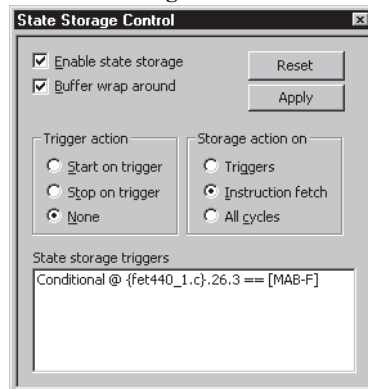 State Storage Control
Enable state storage
Reset
Buffer wrap around
Apply
Trigger action
Storage action on
Start on trigger
Triggers
Stop on trigger
Instruction fetch
None
All cycles
State storage triggers
Conditional @ {fet440_1.c}.26.3 == [MAB-F]